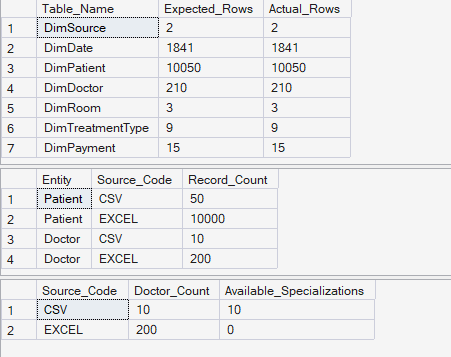 Table_Name Expected_Rows Actual_Rows
1 DimSource 2 2
2 DimDate 1841 1841
3 DimPatient 10050 10050
4 DimDoctor 210 210
5 DimRoom 3 3
6 DimTreatmentType 9 9
7 DimPayment 15 15
Entity Source_Code Record_Count
1 Patient CSV 50
2 Patient EXCEL 10000
3 Doctor CSV 10
4 Doctor EXCEL 200
Source_Code Doctor_Count Available_Specializations
1 CSV 10 10
2 EXCEL 200 0